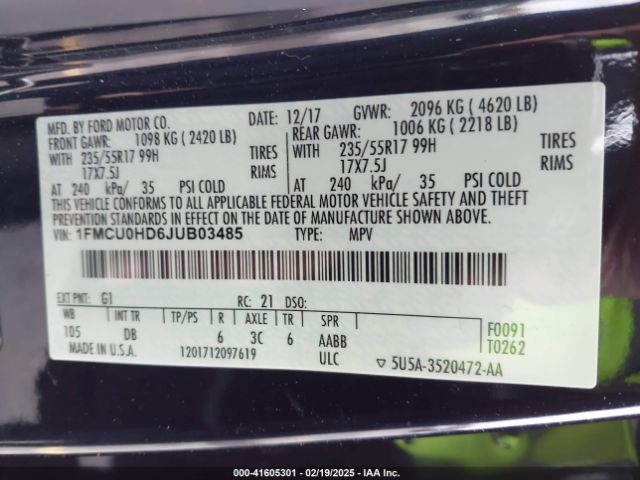 MFD. BY FORD MOTOR CO.
DATE: 12/17 GVWR: 2096 KG ( 4620 LB)
FRONT GAWR: 1098 KG ( 2420 LB)
REAR GAWR: 1006 KG ( 2218 LB)
WITH 235/55R17 99H TIRES
WITH 235/55R17 99H TIRES
17X7.5J RIMS
17X7.5J RIMS
AT 240 kPa/ 35 PSI COLD
AT 240 kPa/ 35 PSI COLD
THIS VEHICLE CONFORMS TO ALL APPLICABLE FEDERAL MOTOR VEHICLE SAFETY AND THEFT
PREVENTION STANDARDS IN EFFECT ON THE DATE OF MANUFACTURE SHOWN ABOVE.
VIN: 1FMCU0HD6JUB03485 TYPE: MPV
EXT PNT: G1 RC: 21 DSO:
WB INT TR TP/PS R AXLE TR SPR
105 DB 6 3C 6 AABB
F0091
T0262
MADE IN U.S.A. 1201712097619 ULC ▽ 5U5A-3520472-AA
000-41605301 - 02/19/2025 - IAA Inc.